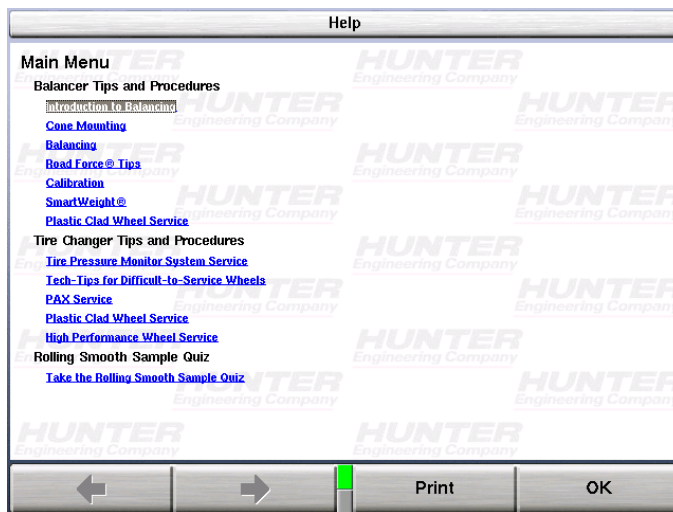 Help
Main Menu
Balancer Tips and Procedures
Introduction to Balancing
Cone Mounting
Balancing
Road Force® Tips
Calibration
SmartWeight®
Plastic Clad Wheel Service
Tire Changer Tips and Procedures
Tire Pressure Monitor System Service
Tech-Tips for Difficult-to-Service Wheels
PAX Service
Plastic Clad Wheel Service
High Performance Wheel Service
Rolling Smooth Sample Quiz
Take the Rolling Smooth Sample Quiz
HUNTER
Engineering Company
Print
OK